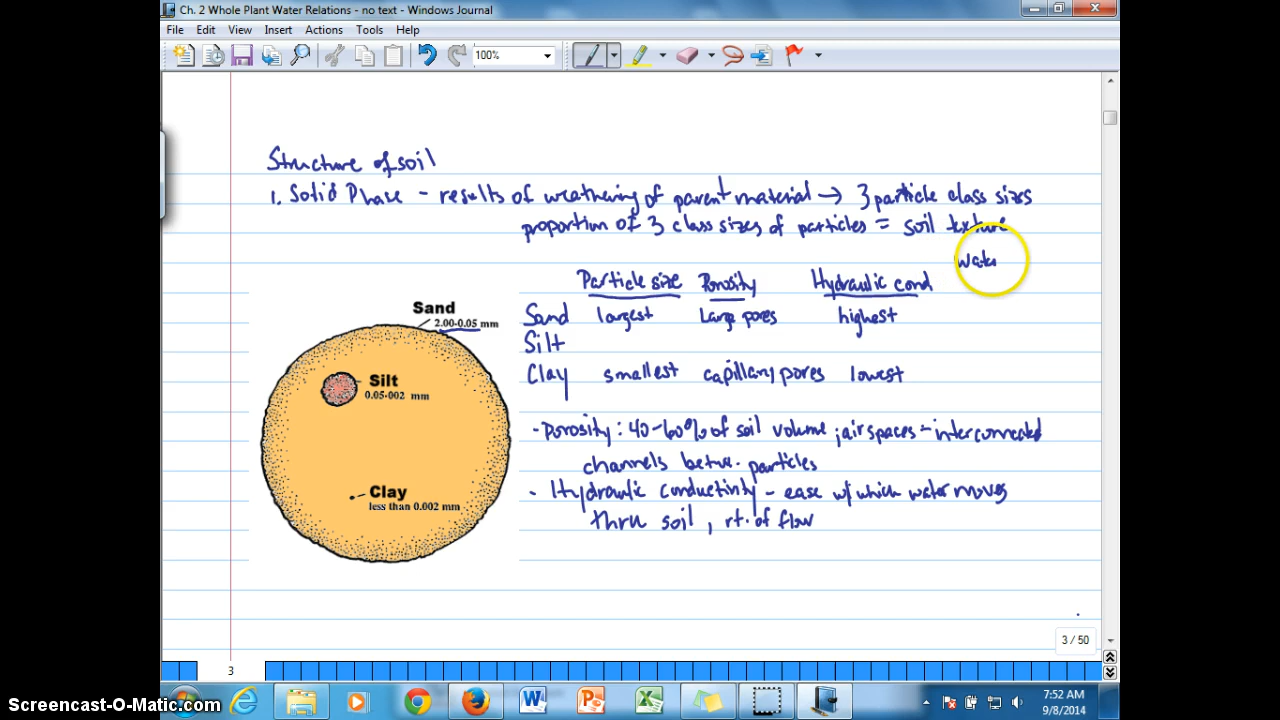 Ch. 2 Whole Plant Water Relations - no text - Windows Journal
File Edit View Insert Actions Tools Help
100%
Structure of soil
1. Solid Phase - results of weathering of parent material → 3 particle class sizes
proportion of 3 class sizes of particles = soil texture
Wate
Particle size Porosity Hydraulic cond
Sand largest Large pores highest
Silt
Clay smallest capillary pores lowest
Sand
2.00-0.05 mm
Silt
0.05-002 mm
Clay
less than 0.002 mm
- Porosity: 40-60% of soil volume ; air spaces - interconnected
channels betw. particles
- Hydraulic conductivity - ease w/ which water moves
thru soil, rt. of flow
3 / 50
3
7:52 AM
9/8/2014
Screencast-O-Matic.com